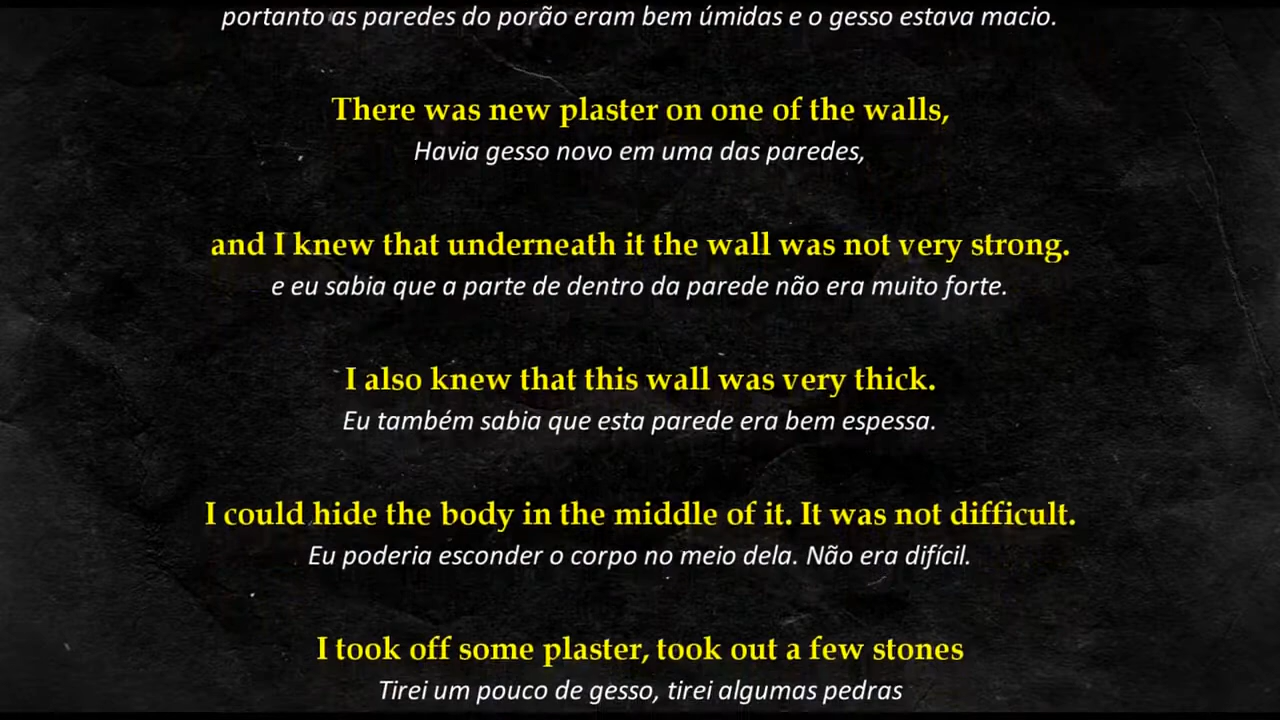 portanto as paredes do porão eram bem úmidas e o gesso estava macio.
There was new plaster on one of the walls,
Havia gesso novo em uma das paredes,
and I knew that underneath it the wall was not very strong.
e eu sabia que a parte de dentro da parede não era muito forte.
I also knew that this wall was very thick.
Eu também sabia que esta parede era bem espessa.
I could hide the body in the middle of it. It was not difficult.
Eu poderia esconder o corpo no meio dela. Não era difícil.
I took off some plaster, took out a few stones
Tirei um pouco de gesso, tirei algumas pedras